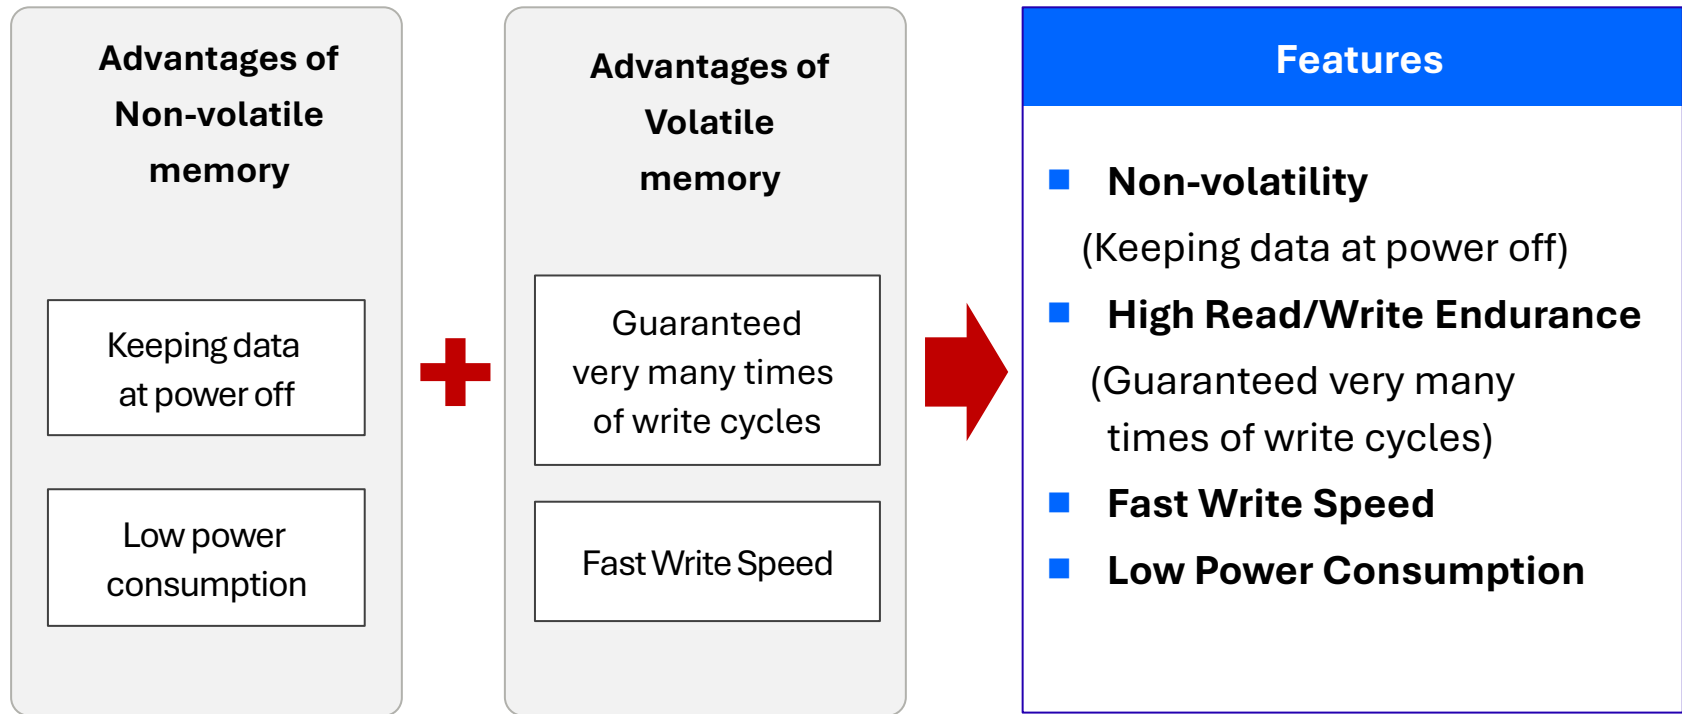 Advantages of
Non-volatile
memory
Keeping data
at power off
Low power
consumption
Advantages of
Volatile
memory
Guaranteed
very many times
of write cycles
Fast Write Speed
Features
Non-volatility
(Keeping data at power off)
High Read/Write Endurance
(Guaranteed very many
times of write cycles)
Fast Write Speed
Low Power Consumption